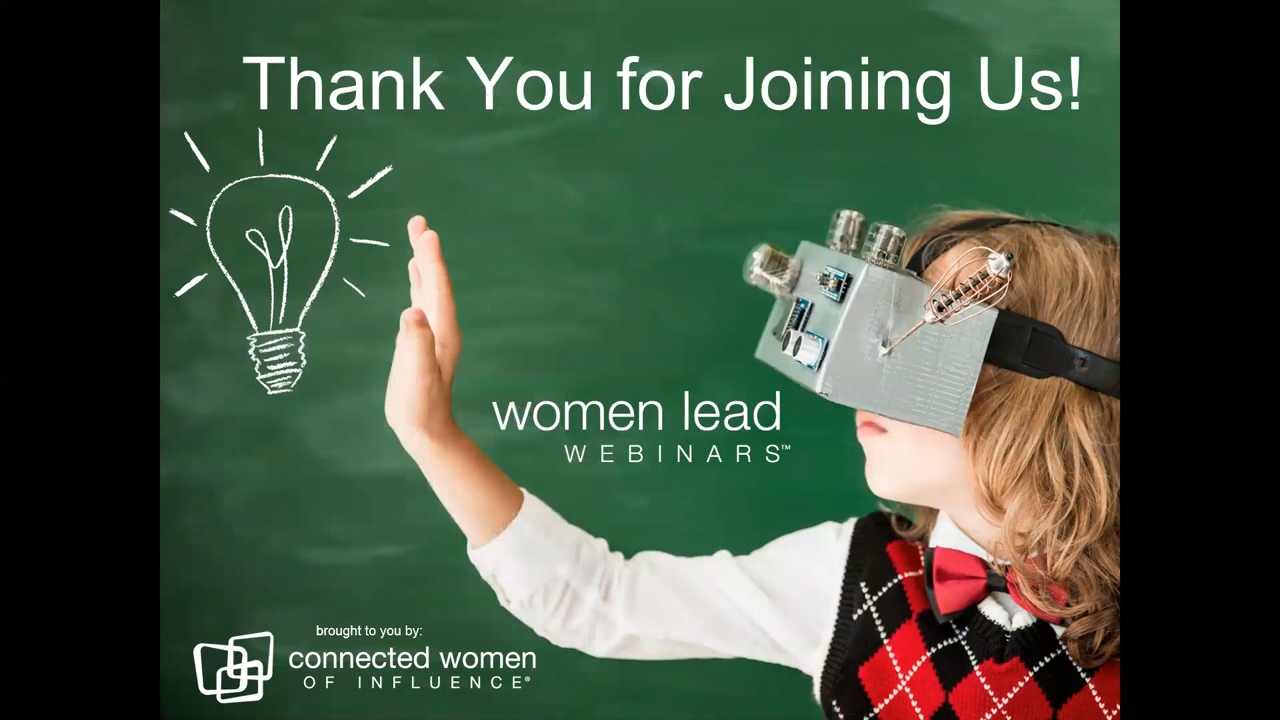 Thank You for Joining Us!
women lead
WEBINARS™
brought to you by:
connected women
OF INFLUENCE®